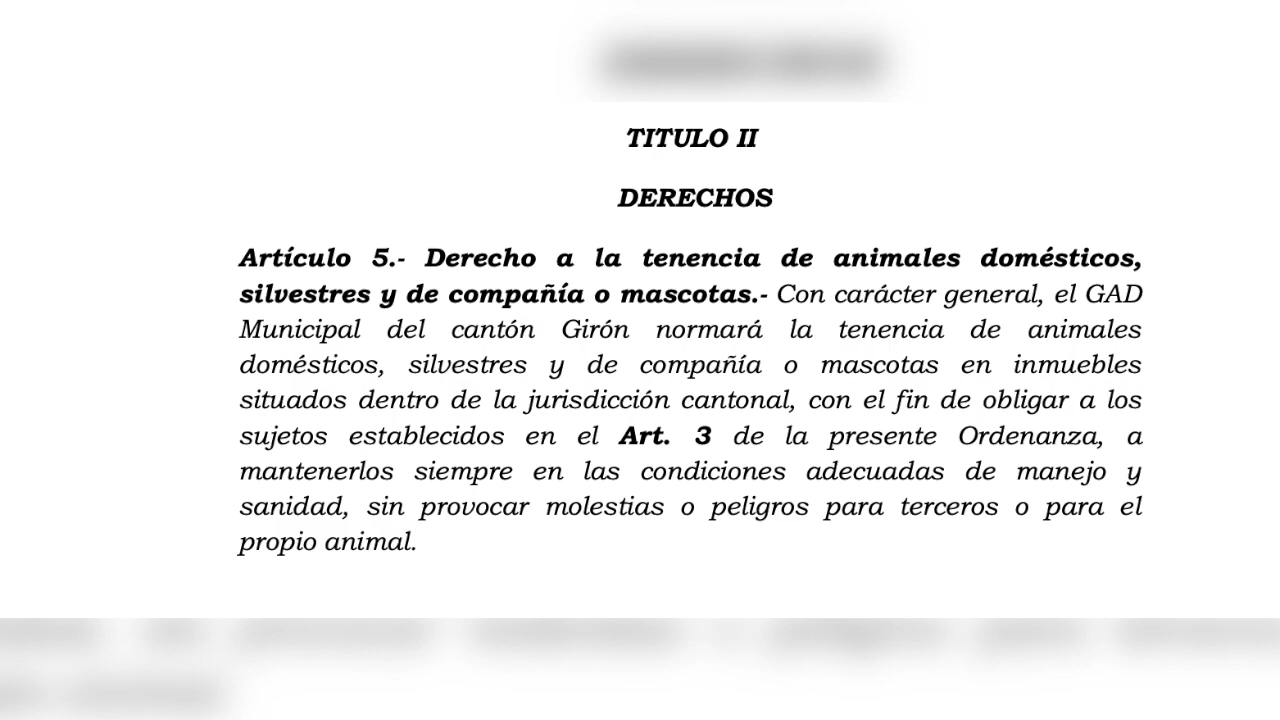 TITULO II
DERECHOS
Artículo 5.- Derecho a la tenencia de animales domésticos,
silvestres y de compañía o mascotas.- Con carácter general, el GAD
Municipal del cantón Girón normará la tenencia de animales
domésticos, silvestres y de compañía o mascotas en inmuebles
situados dentro de la jurisdicción cantonal, con el fin de obligar a los
sujetos establecidos en el Art. 3 de la presente Ordenanza, a
mantenerlos siempre en las condiciones adecuadas de manejo y
sanidad, sin provocar molestias o peligros para terceros o para el
propio animal.